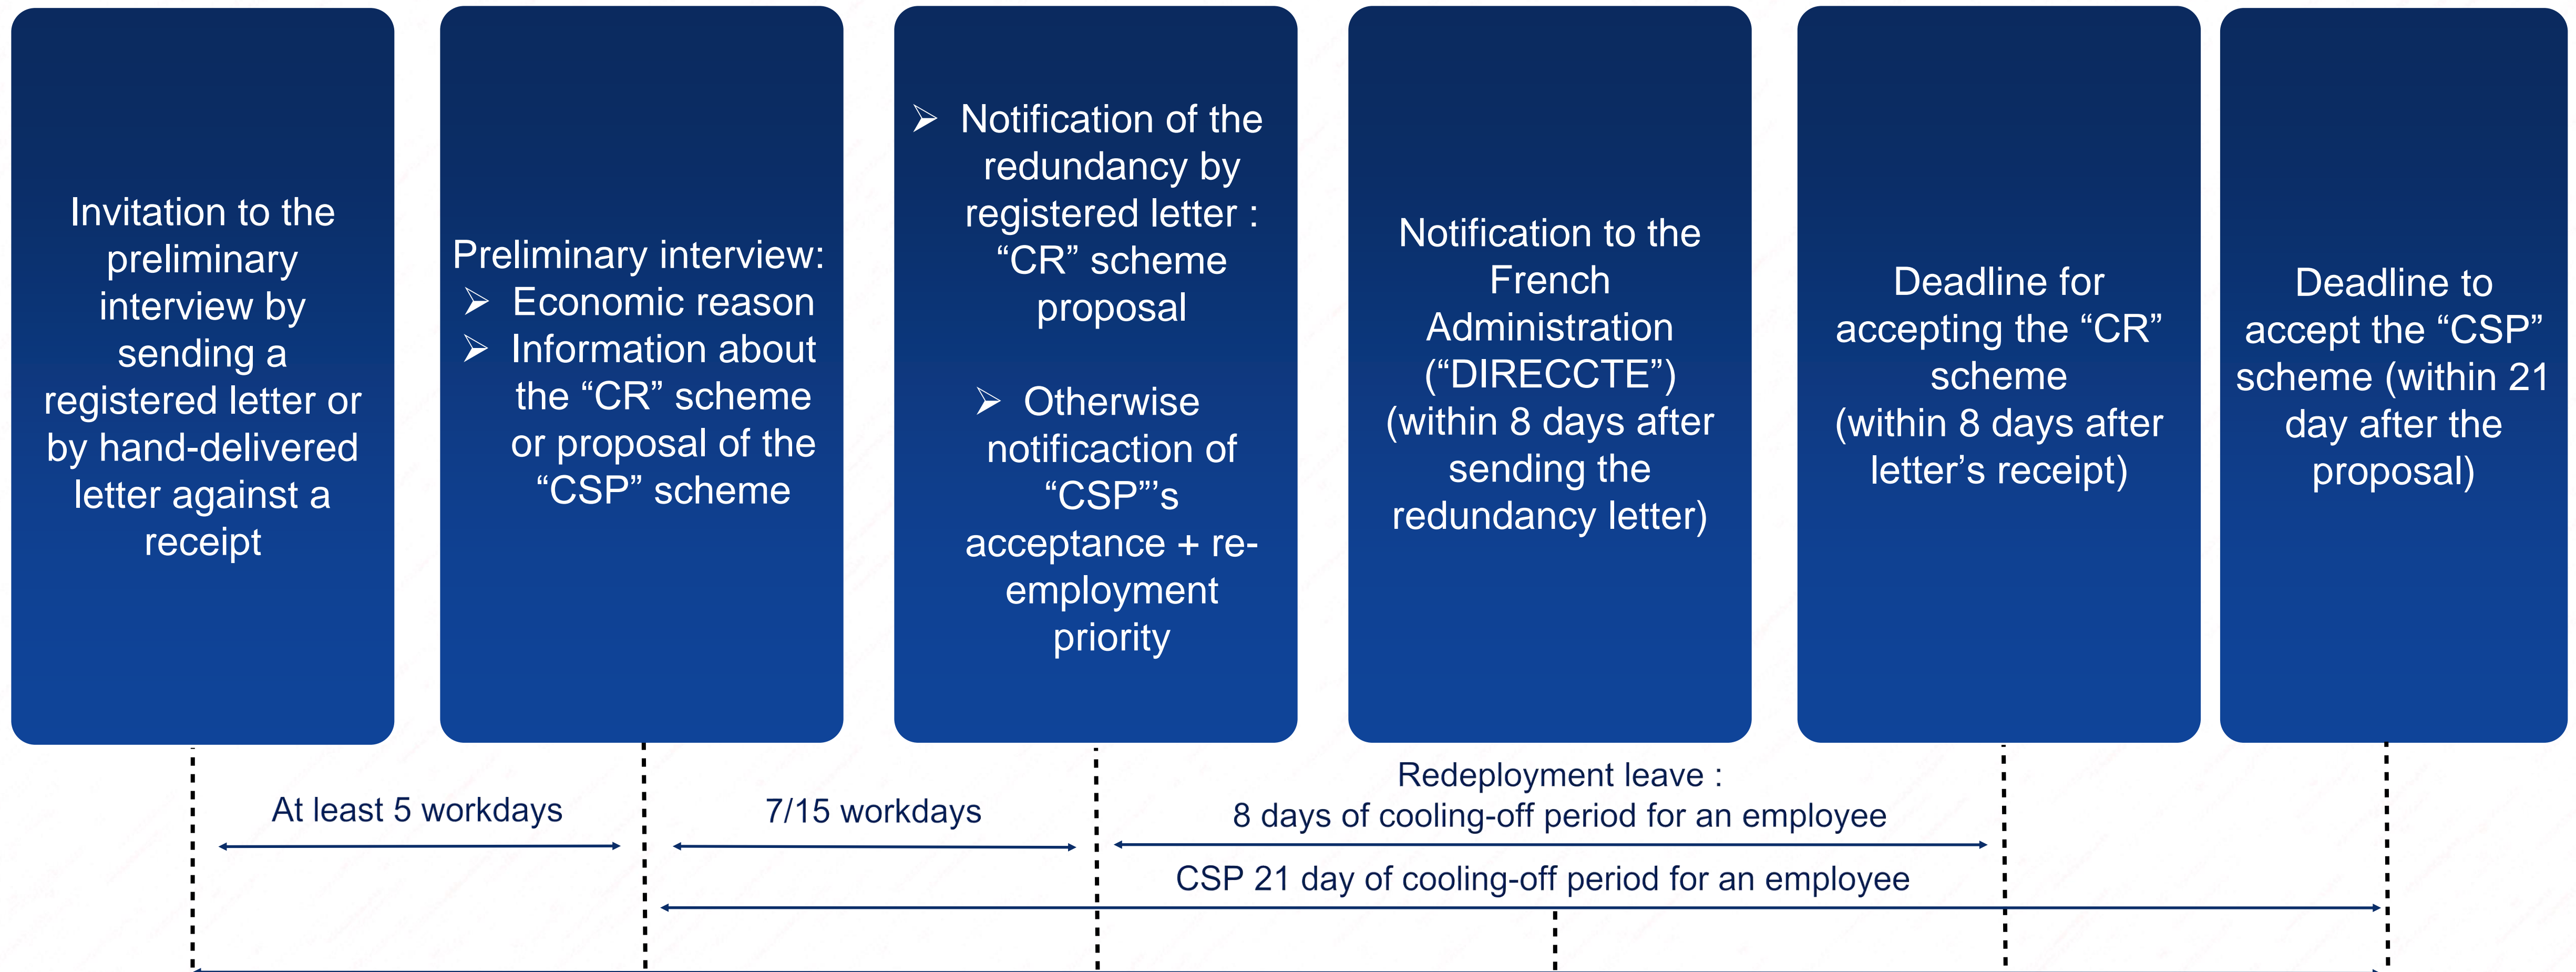 Invitation to the
preliminary
interview by
sending a
registered letter or
by hand-delivered
letter against a
receipt
Preliminary interview:
➢ Economic reason
➢ Information about
the “CR” scheme
or proposal of the
“CSP” scheme
➢ Notification of the
redundancy by
registered letter :
“CR” scheme
proposal
➢ Otherwise
notificaction of
“CSP”’s
acceptance + re-
employment
priority
Notification to the
French
Administration
(“DIRECCTE”)
(within 8 days after
sending the
redundancy letter)
Deadline for
accepting the “CR”
scheme
(within 8 days after
letter’s receipt)
Deadline to
accept the “CSP”
scheme (within 21
day after the
proposal)
At least 5 workdays
7/15 workdays
Redeployment leave :
8 days of cooling-off period for an employee
CSP 21 day of cooling-off period for an employee